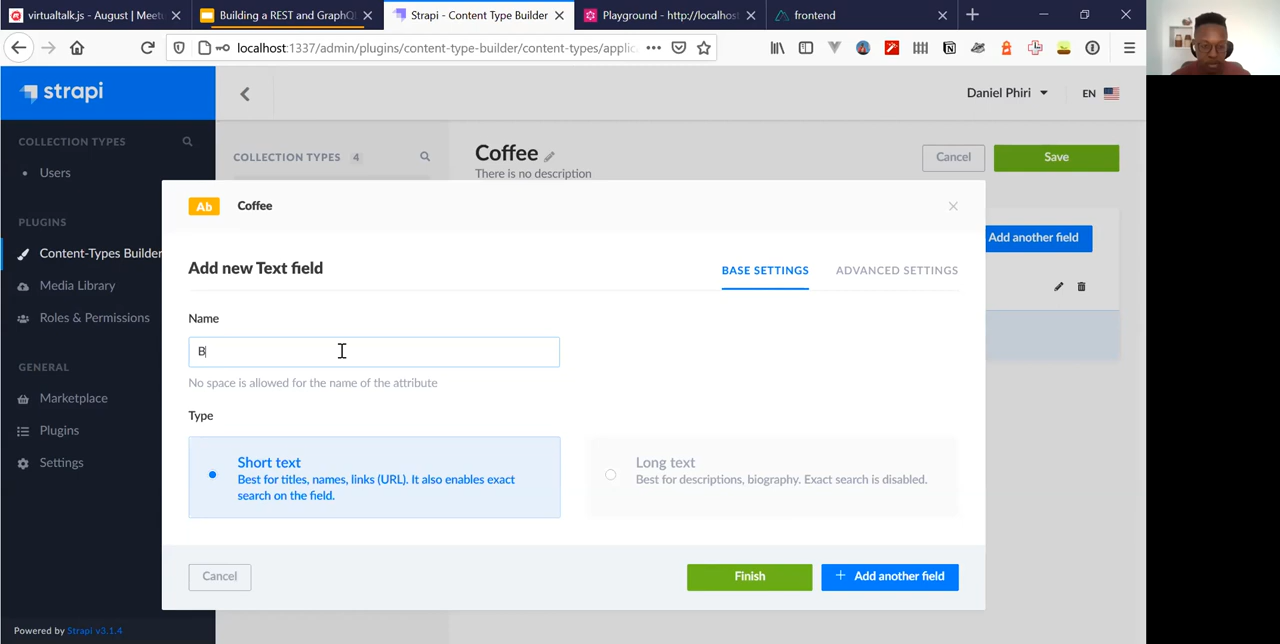 virtualtalk.js - August | Meetu
Building a REST and GraphQ
Strapi - Content Type Builder
Playground - http://localhost
frontend
localhost:1337/admin/plugins/content-type-builder/content-types/applic
strapi
Daniel Phiri
EN
COLLECTION TYPES
Users
PLUGINS
Content-Types Builder
Media Library
Roles & Permissions
GENERAL
Marketplace
Plugins
Settings
Powered by Strapi v3.1.4
COLLECTION TYPES 4
Coffee
There is no description
Cancel
Save
Add another field
Ab Coffee
Add new Text field
BASE SETTINGS
ADVANCED SETTINGS
Name
B
No space is allowed for the name of the attribute
Type
Short text
Best for titles, names, links (URL). It also enables exact
search on the field.
Long text
Best for descriptions, biography. Exact search is disabled.
Cancel
Finish
+ Add another field